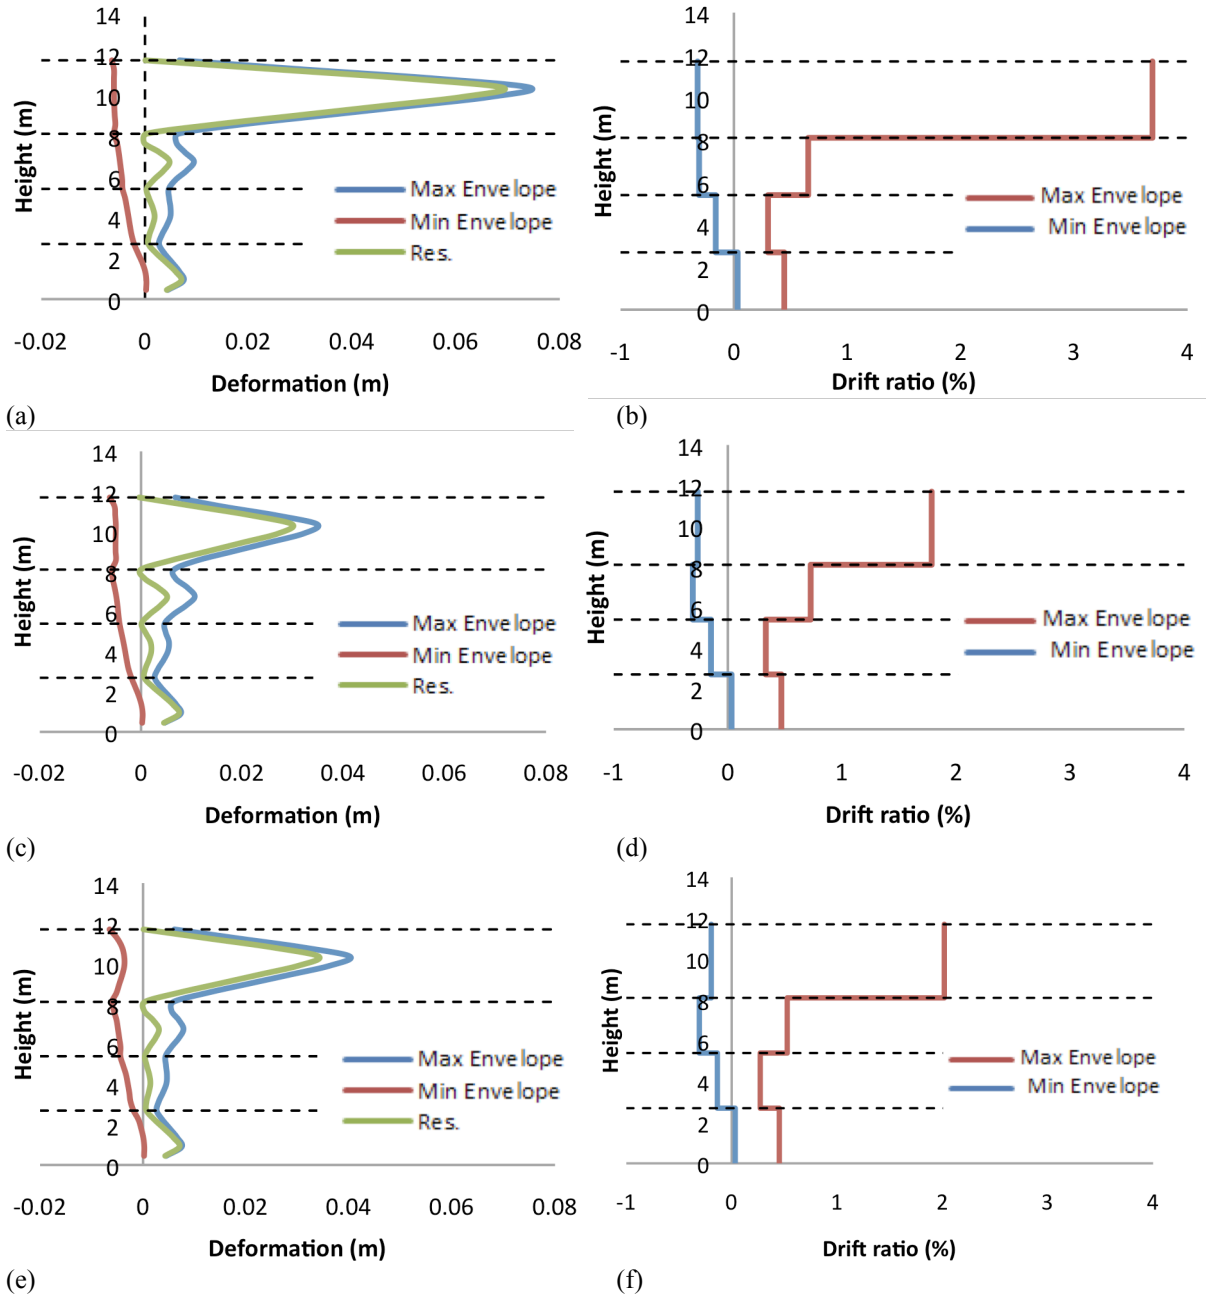 14
12
10
8
6
4
2
0
Height (m)
Max Envelope
Min Envelope
Res.
-0.02 0 0.02 0.04 0.06 0.08
Deformation (m)
(a)
14
12
10
8
6
4
2
0
Height (m)
Max Envelope
Min Envelope
-1 0 1 2 3 4
Drift ratio (%)
(b)
14
12
10
8
6
4
2
0
Height (m)
Max Envelope
Min Envelope
Res.
-0.02 0 0.02 0.04 0.06 0.08
Deformation (m)
(c)
14
12
10
8
6
4
2
0
Height (m)
Max Envelope
Min Envelope
-1 0 1 2 3 4
Drift ratio (%)
(d)
14
12
10
8
6
4
2
0
Height (m)
Max Envelope
Min Envelope
Res.
-0.02 0 0.02 0.04 0.06 0.08
Deformation (m)
(e)
14
12
10
8
6
4
2
0
Height (m)
Max Envelope
Min Envelope
-1 0 1 2 3 4
Drift ratio (%)
(f)